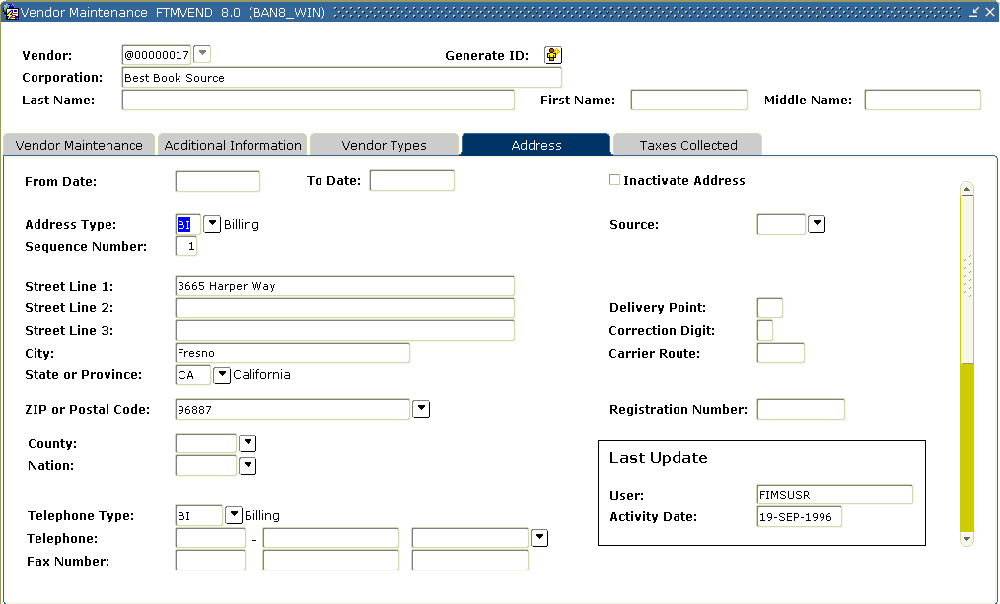 Vendor Maintenance FTMVEND 8.0 (BAN8_WIN)
Vendor: @00000017 Generate ID:
Corporation: Best Book Source
Last Name: First Name: Middle Name:
Vendor Maintenance Additional Information Vendor Types Address Taxes Collected
From Date: To Date: Inactivate Address
Address Type: BI Billing Source:
Sequence Number: 1
Street Line 1: 3665 Harper Way
Street Line 2: Delivery Point:
Street Line 3: Correction Digit:
City: Fresno Carrier Route:
State or Province: CA California
ZIP or Postal Code: 96887 Registration Number:
County:
Nation:
Last Update
User: FIMSUSR
Telephone Type: BI Billing Activity Date: 19-SEP-1996
Telephone: -
Fax Number: